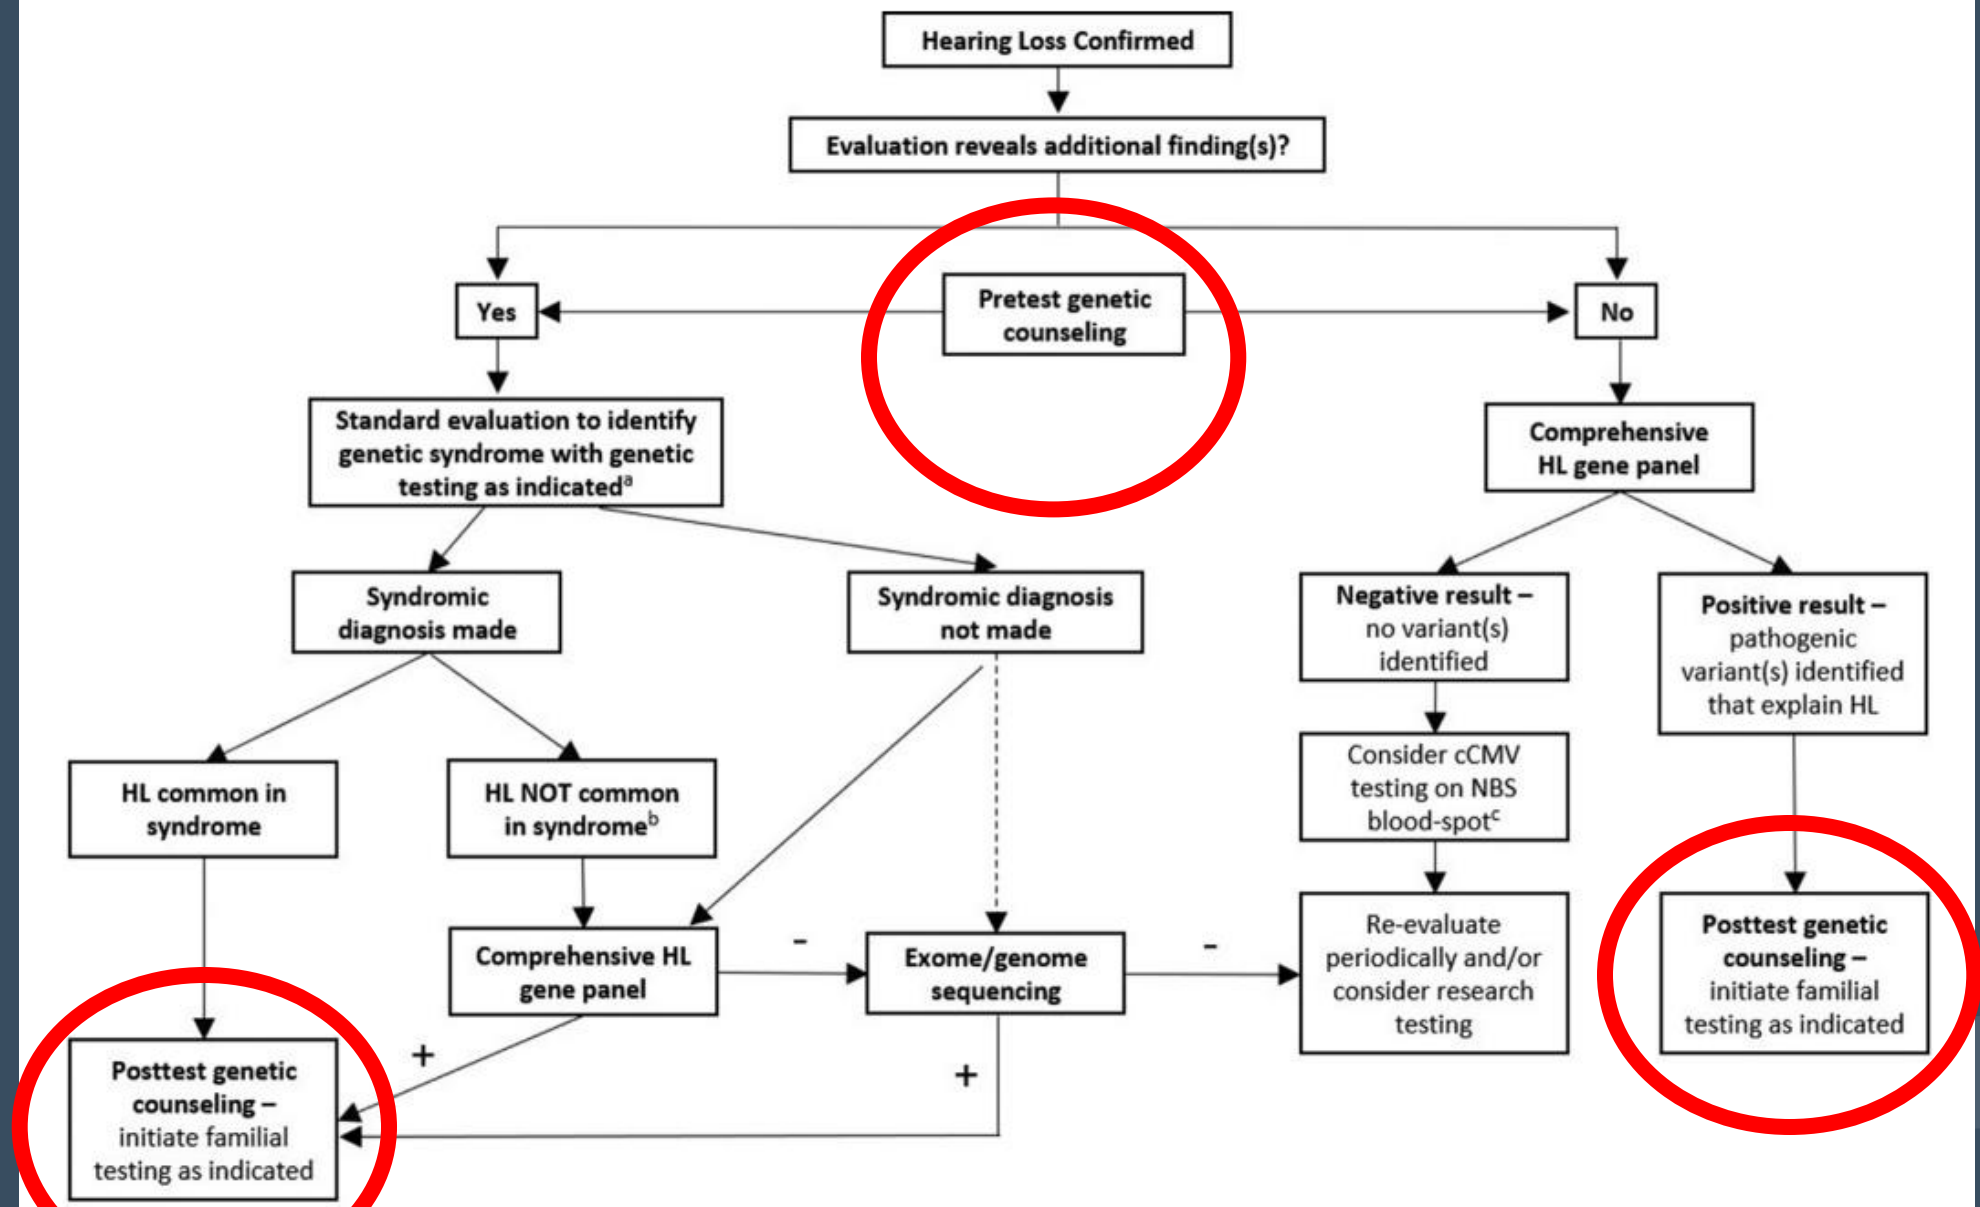 Hearing Loss Confirmed
Evaluation reveals additional finding(s)?
Pretest genetic
counseling
Yes
No
Standard evaluation to identify
genetic syndrome with genetic
testing as indicatedᵃ
Comprehensive
HL gene panel
Syndromic
diagnosis made
Syndromic diagnosis
not made
Negative result –
no variant(s)
identified
Positive result –
pathogenic
variant(s) identified
that explain HL
HL common in
syndrome
HL NOT common
in syndromeᵇ
Consider cCMV
testing on NBS
blood-spotᶜ
Comprehensive HL
gene panel
-
Exome/genome
sequencing
-
Re-evaluate
periodically and/or
consider research
testing
Posttest genetic
counseling –
initiate familial
testing as indicated
+
+
Posttest genetic
counseling –
initiate familial
testing as indicated